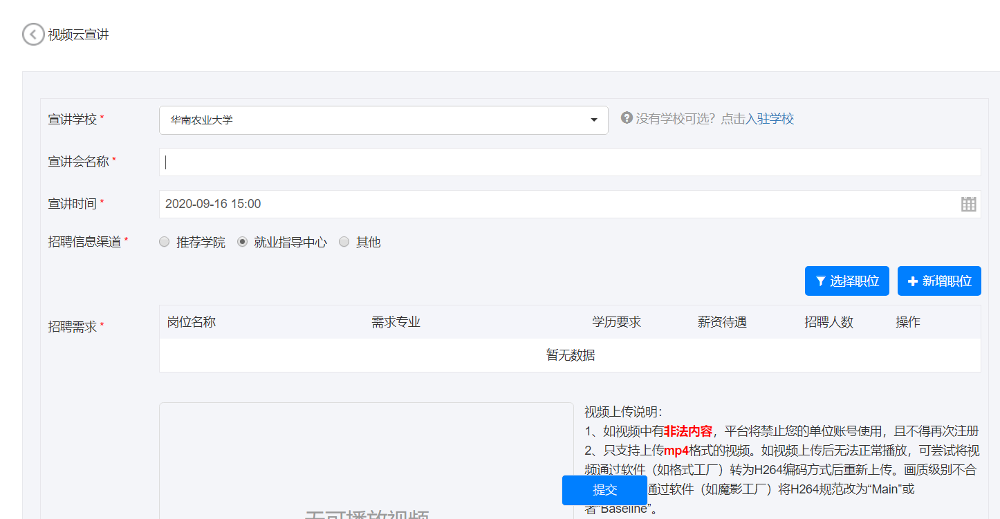 视频云宣讲
宣讲学校 *
华南农业大学
没有学校可选？点击入驻学校
宣讲会名称 *
宣讲时间 *
2020-09-16 15:00
招聘信息渠道 *
推荐学院 就业指导中心 其他
选择职位 新增职位
招聘需求 *
岗位名称 需求专业 学历要求 薪资待遇 招聘人数 操作
暂无数据
无可播放视频
视频上传说明：
1、如视频中有非法内容，平台将禁止您的单位账号使用，且不得再次注册
2、只支持上传mp4格式的视频。如视频上传后无法正常播放，可尝试将视
频通过软件（如格式工厂）转为H264编码方式后重新上传。画质级别不合
通过软件（如魔影工厂）将H264规范改为“Main”或
者“Baseline”。
提交